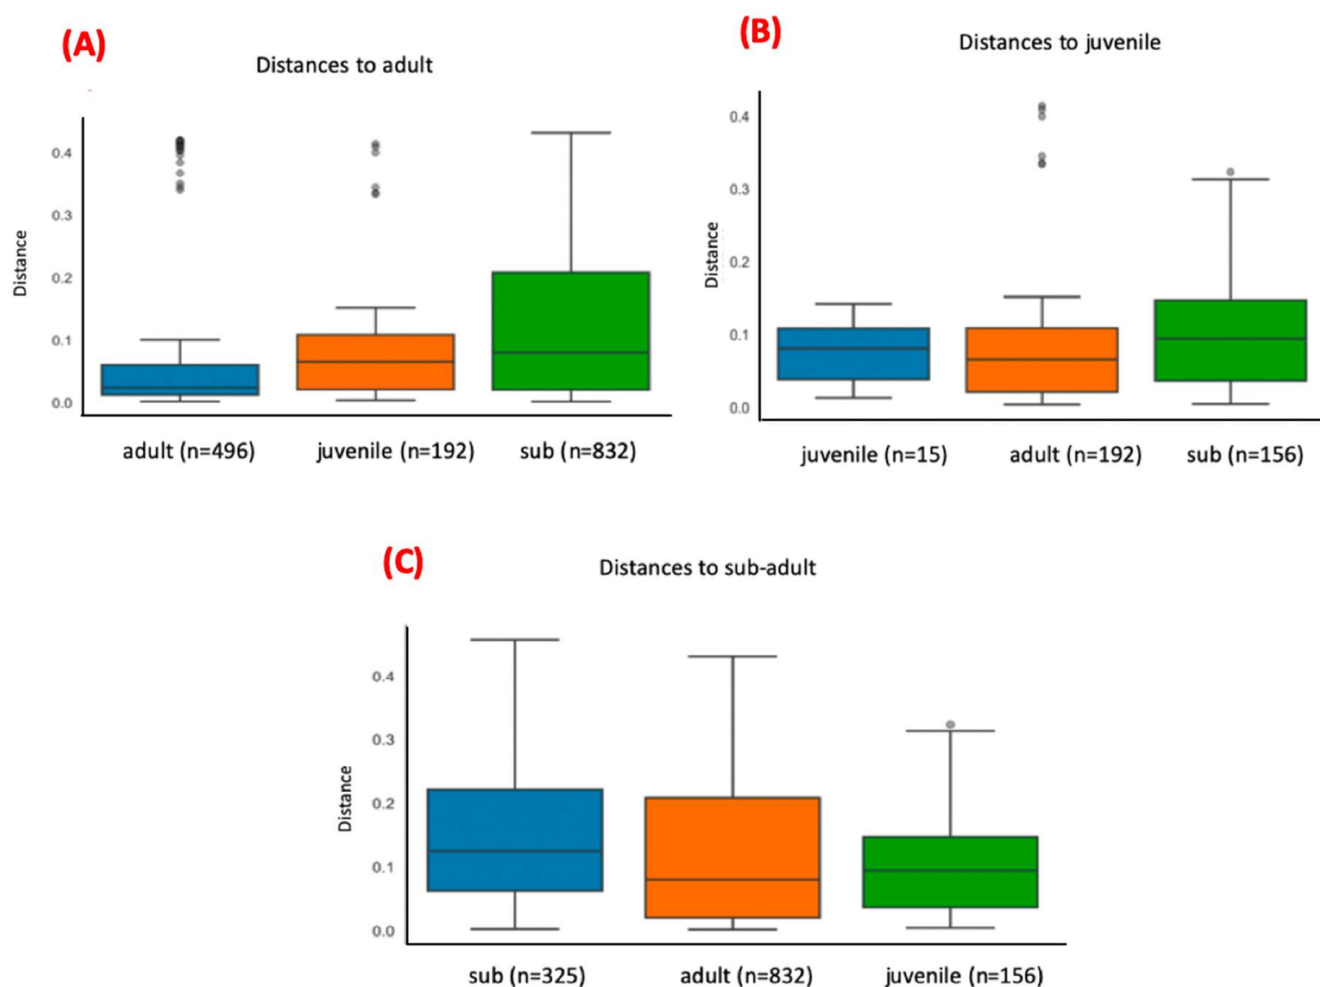 (A)
Distances to adult
Distance
0.4
0.3
0.2
0.1
0.0
adult (n=496)
juvenile (n=192)
sub (n=832)
(B)
Distances to juvenile
Distance
0.4
0.3
0.2
0.1
0.0
juvenile (n=15)
adult (n=192)
sub (n=156)
(C)
Distances to sub-adult
Distance
0.4
0.3
0.2
0.1
0.0
sub (n=325)
adult (n=832)
juvenile (n=156)